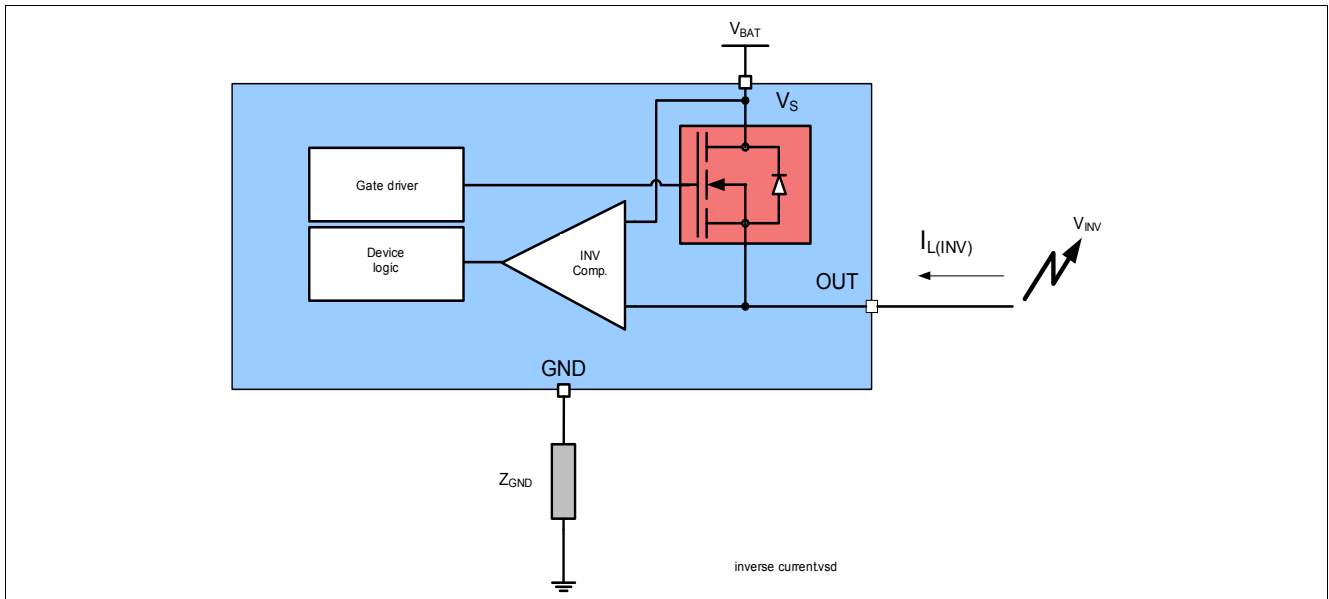 VBAT
VS
Gate driver
Device
logic
INV
Comp.
OUT
IL(INV)
VINV
GND
ZGND
inverse current.vsd